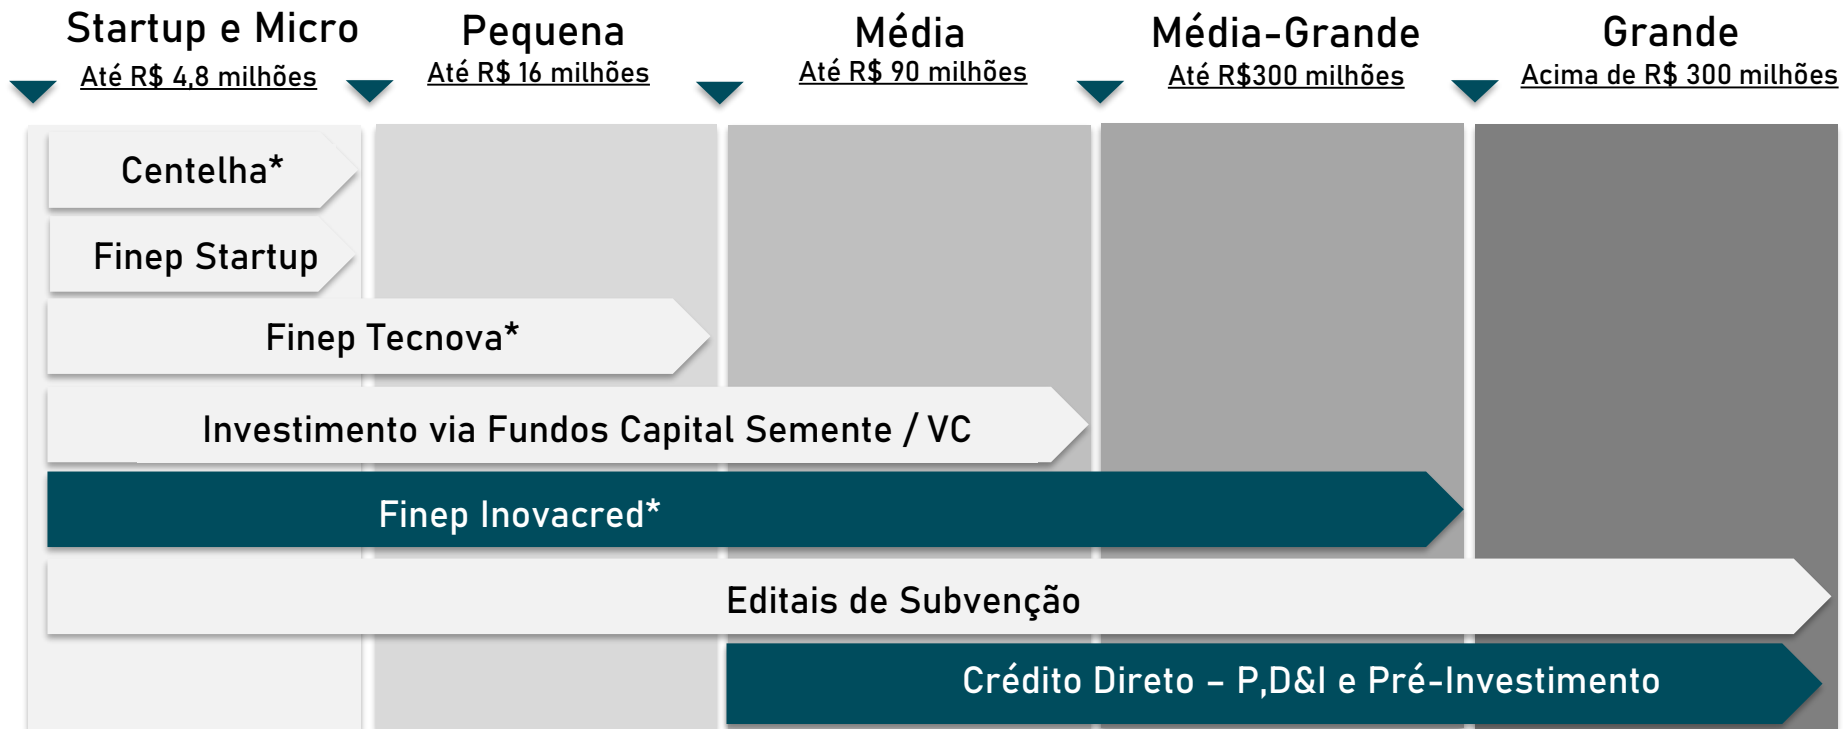 Startup e Micro
Até R$ 4,8 milhões
Pequena
Até R$ 16 milhões
Média
Até R$ 90 milhões
Média-Grande
Até R$300 milhões
Grande
Acima de R$ 300 milhões
Centelha*
Finep Startup
Finep Tecnova*
Investimento via Fundos Capital Semente / VC
Finep Inovacred*
Editais de Subvenção
Crédito Direto – P,D&I e Pré-Investimento